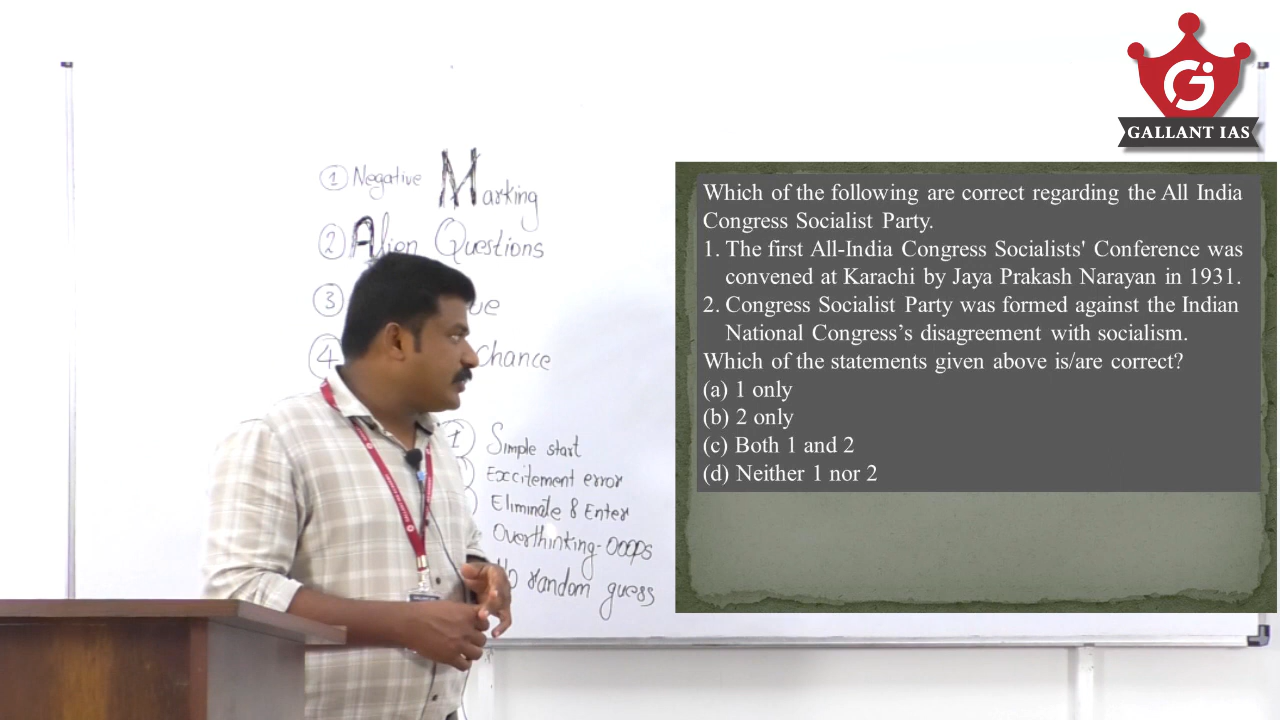 GALLANT IAS
① Negative Marking
② Alien Questions
③
④ Chance
Simple start
Exccitement error
Eliminate & Enter
Overthinking-OOOPS
No random guess
Which of the following are correct regarding the All India
Congress Socialist Party.
1. The first All-India Congress Socialists' Conference was
convened at Karachi by Jaya Prakash Narayan in 1931.
2. Congress Socialist Party was formed against the Indian
National Congress’s disagreement with socialism.
Which of the statements given above is/are correct?
(a) 1 only
(b) 2 only
(c) Both 1 and 2
(d) Neither 1 nor 2